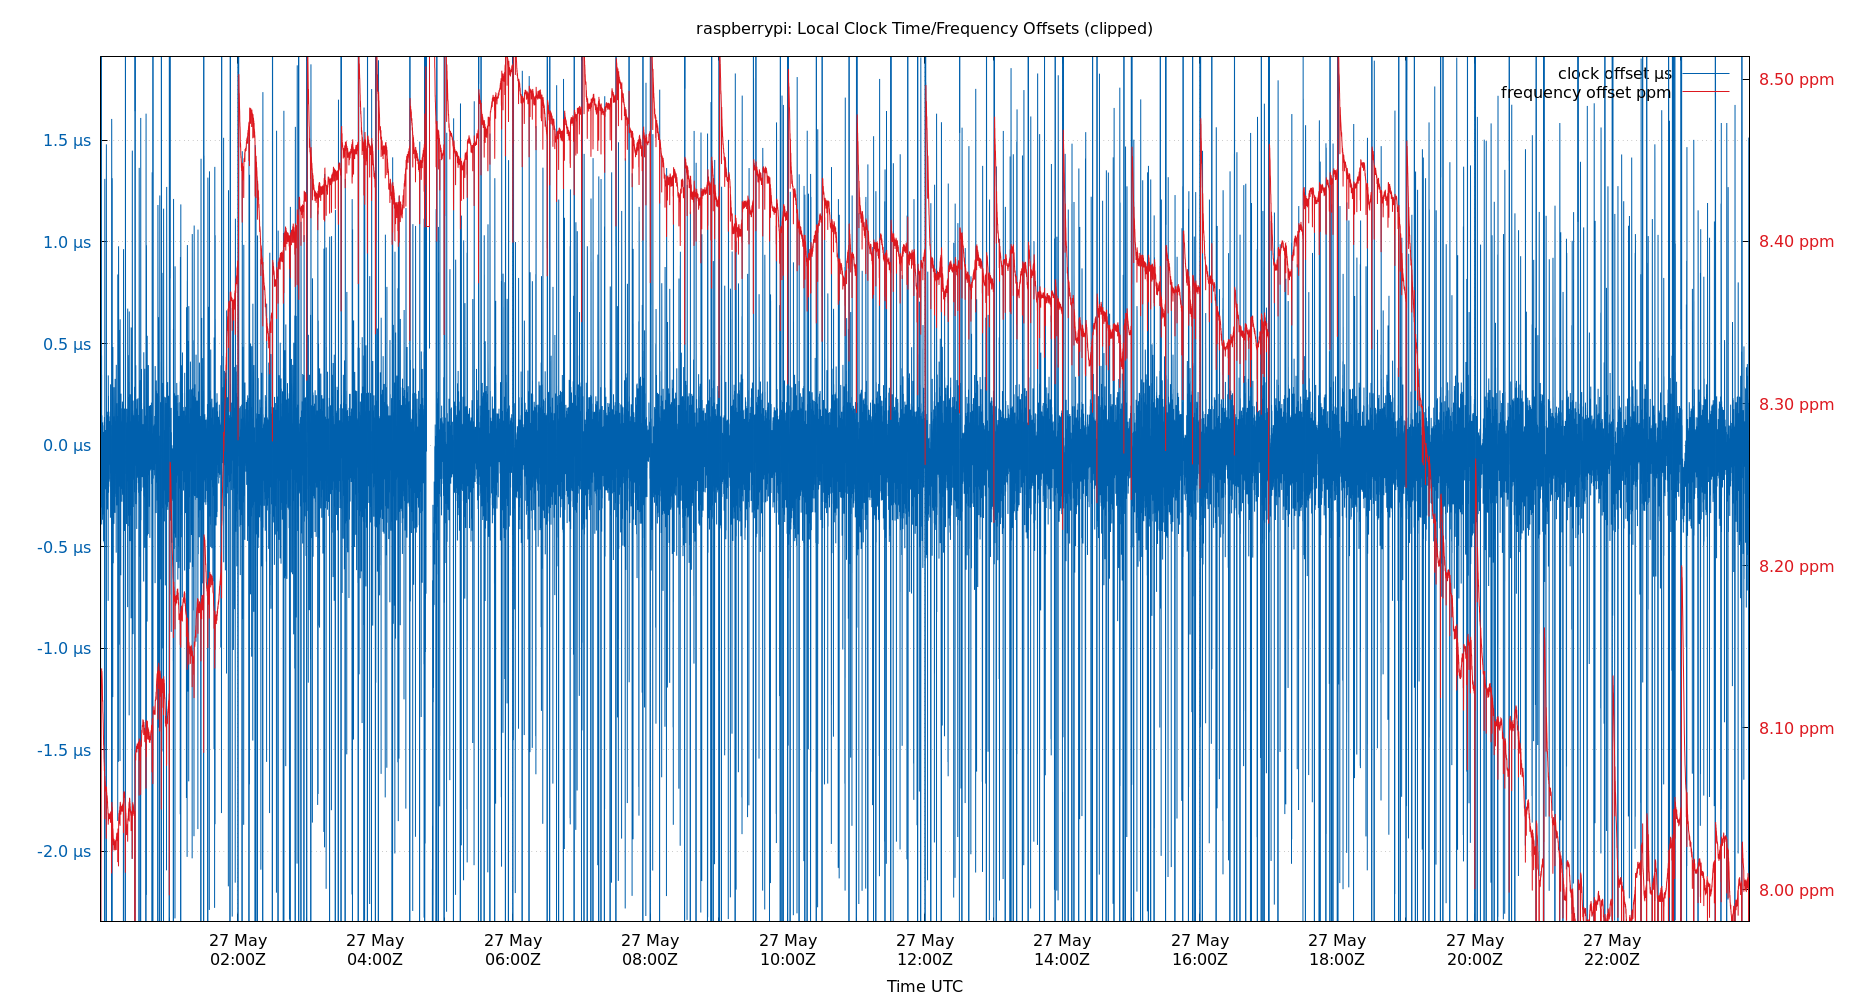 raspberrypi: Local Clock Time/Frequency Offsets (clipped)
clock offset µs
frequency offset ppm
1.5 µs
1.0 µs
0.5 µs
0.0 µs
-0.5 µs
-1.0 µs
-1.5 µs
-2.0 µs
8.50 ppm
8.40 ppm
8.30 ppm
8.20 ppm
8.10 ppm
8.00 ppm
27 May 27 May 27 May 27 May 27 May 27 May 27 May 27 May 27 May 27 May 27 May
02:00Z 04:00Z 06:00Z 08:00Z 10:00Z 12:00Z 14:00Z 16:00Z 18:00Z 20:00Z 22:00Z
Time UTC